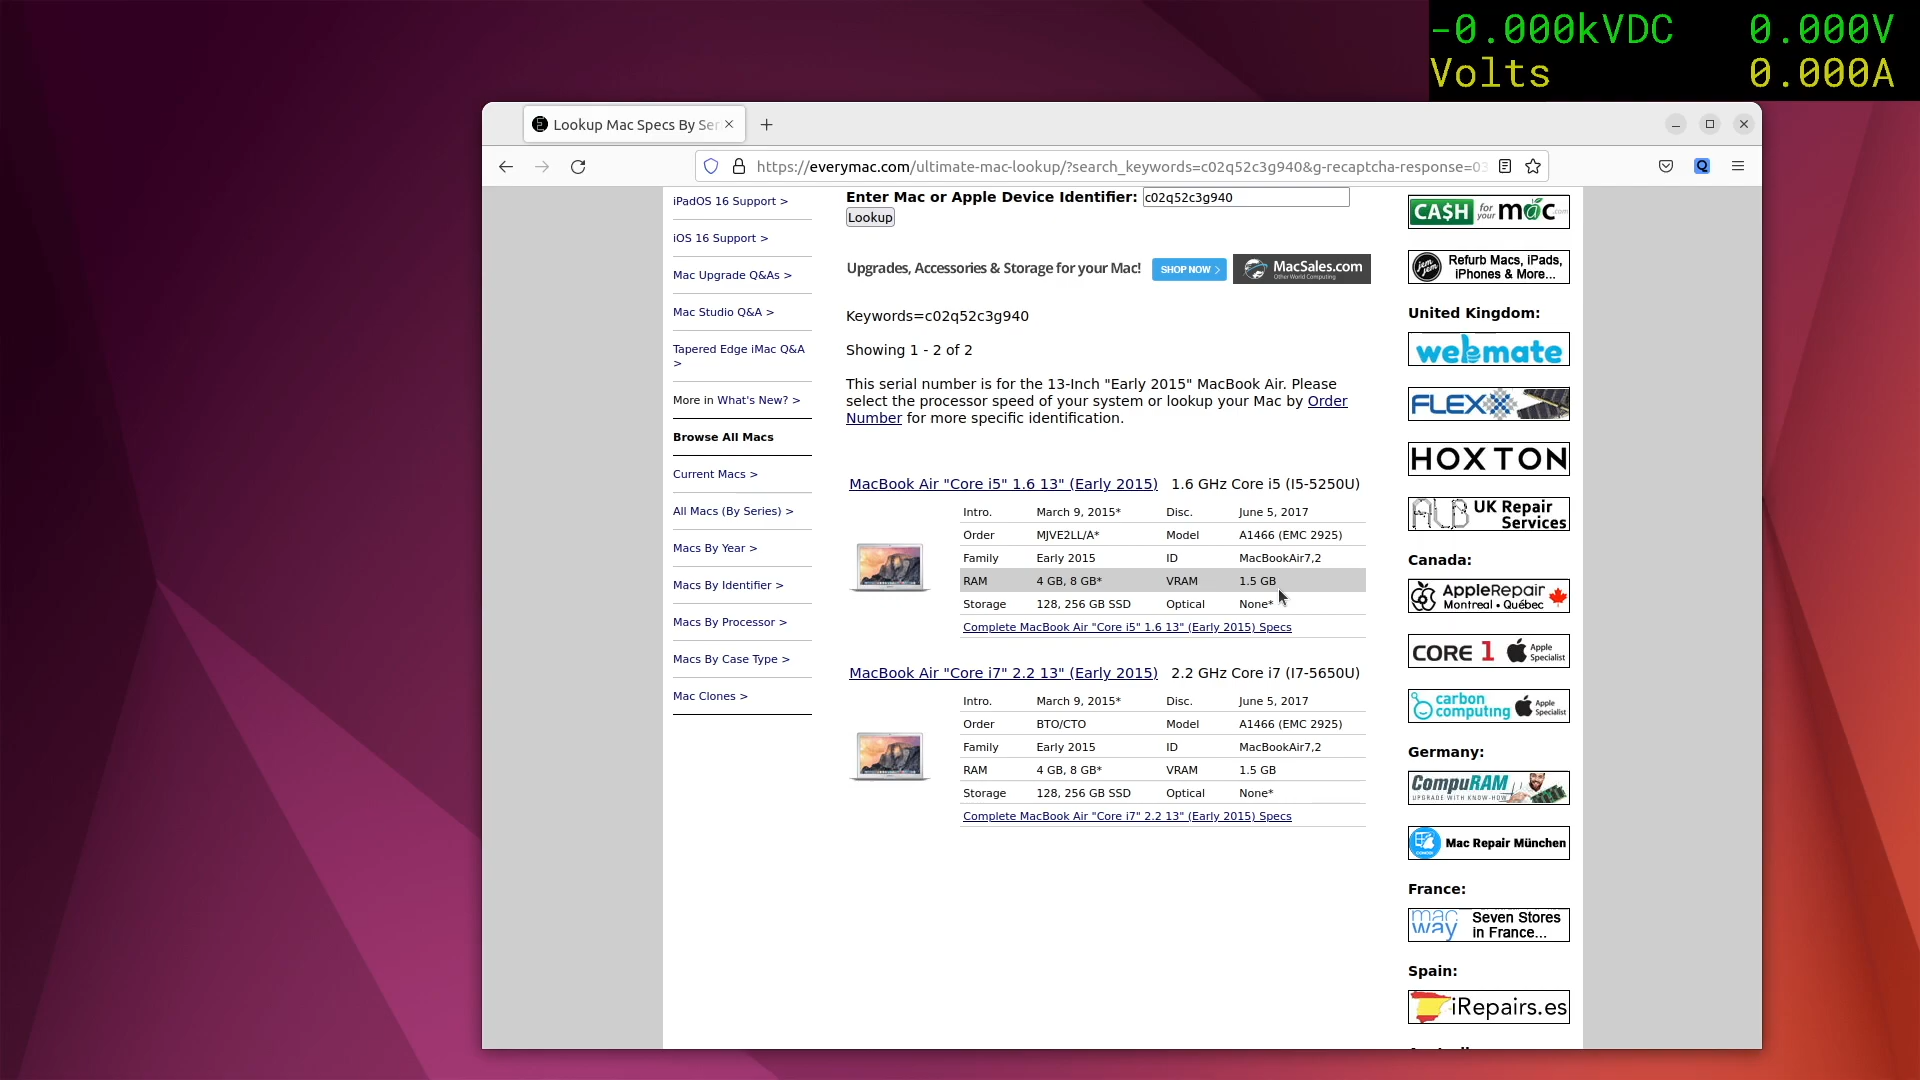 -0.000kVDC 0.000V
Volts 0.000A
Lookup Mac Specs By Ser
https://everymac.com/ultimate-mac-lookup/?search_keywords=c02q52c3g940&g-recaptcha-response=03
iPadOS 16 Support >
iOS 16 Support >
Mac Upgrade Q&As >
Mac Studio Q&A >
Tapered Edge iMac Q&A
>
More in What's New? >
Browse All Macs
Current Macs >
All Macs (By Series) >
Macs By Year >
Macs By Identifier >
Macs By Processor >
Macs By Case Type >
Mac Clones >
Enter Mac or Apple Device Identifier: c02q52c3g940
Lookup
Upgrades, Accessories & Storage for your Mac! SHOP NOW > MacSales.com
Other World Computing
Keywords=c02q52c3g940
Showing 1 - 2 of 2
This serial number is for the 13-Inch "Early 2015" MacBook Air. Please
select the processor speed of your system or lookup your Mac by Order
Number for more specific identification.
MacBook Air "Core i5" 1.6 13" (Early 2015) 1.6 GHz Core i5 (I5-5250U)
Intro. March 9, 2015* Disc. June 5, 2017
Order MJVE2LL/A* Model A1466 (EMC 2925)
Family Early 2015 ID MacBookAir7,2
RAM 4 GB, 8 GB* VRAM 1.5 GB
Storage 128, 256 GB SSD Optical None*
Complete MacBook Air "Core i5" 1.6 13" (Early 2015) Specs
MacBook Air "Core i7" 2.2 13" (Early 2015) 2.2 GHz Core i7 (I7-5650U)
Intro. March 9, 2015* Disc. June 5, 2017
Order BTO/CTO Model A1466 (EMC 2925)
Family Early 2015 ID MacBookAir7,2
RAM 4 GB, 8 GB* VRAM 1.5 GB
Storage 128, 256 GB SSD Optical None*
Complete MacBook Air "Core i7" 2.2 13" (Early 2015) Specs
CA$H for your mac.com
jem jem Refurb Macs, iPads,
iPhones & More...
United Kingdom:
webmate
FLEX
HOXTON
ALB UK Repair
Services
Canada:
AppleRepair
Montreal • Québec
CORE 1 Apple
Specialist
carbon
computing Apple
Specialist
Germany:
CompuRAM
UPGRADE WITH KNOW-HOW
Mac Repair München
France:
mac
way Seven Stores
in France...
Spain:
iRepairs.es